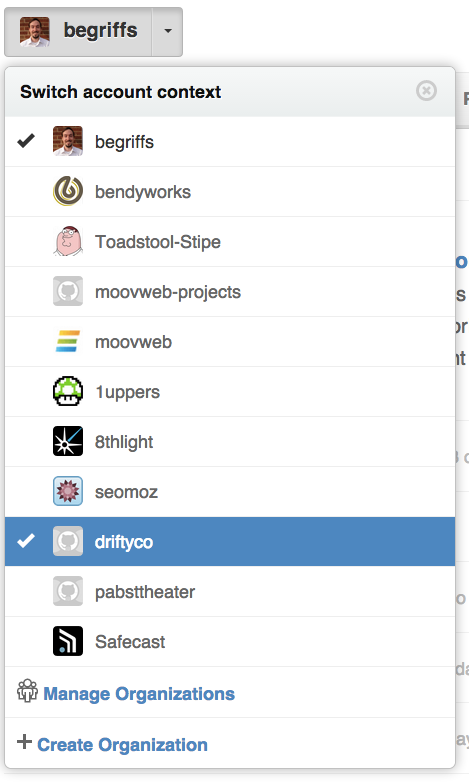 begriffs
Switch account context
begriffs
bendyworks
Toadstool-Stipe
moovweb-projects
moovweb
1uppers
8thlight
seomoz
driftyco
pabsttheater
Safecast
Manage Organizations
Create Organization